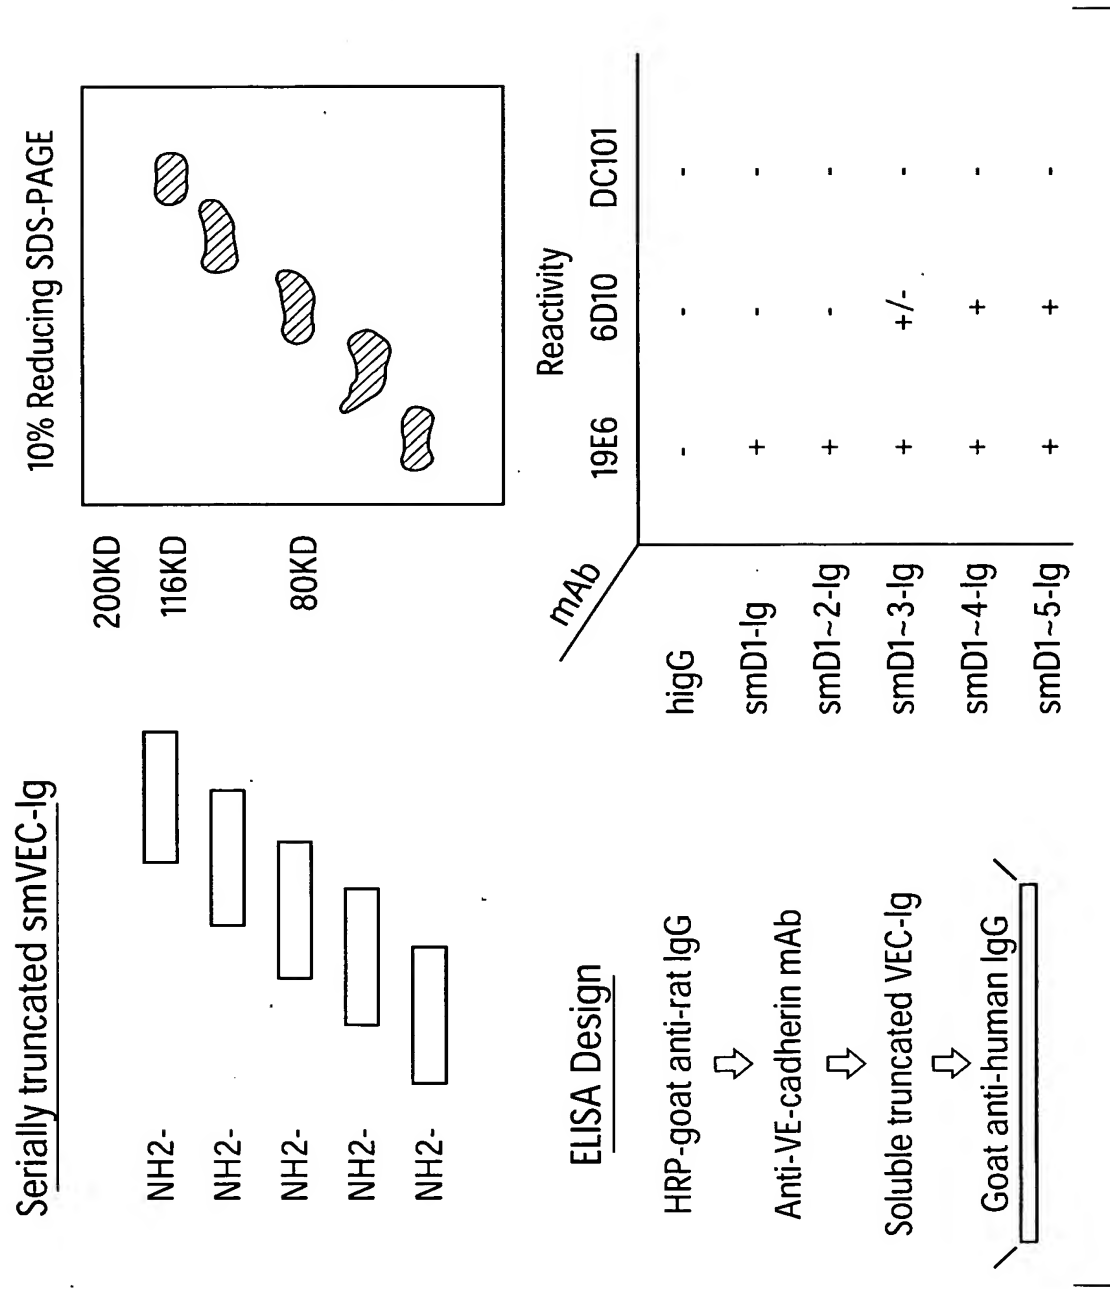 Serially truncated smVEC-Ig
NH2-
NH2-
NH2-
NH2-
NH2-
10% Reducing SDS-PAGE
200KD
116KD
80KD
ELISA Design
HRP-goat anti-rat IgG
Anti-VE-cadherin mAb
Soluble truncated VEC-Ig
Goat anti-human IgG
Reactivity
mAb 19E6 6D10 DC101
higG - - -
smD1-Ig + - -
smD1~2-Ig + - -
smD1~3-Ig + +/- -
smD1~4-Ig + + -
smD1~5-Ig + + -